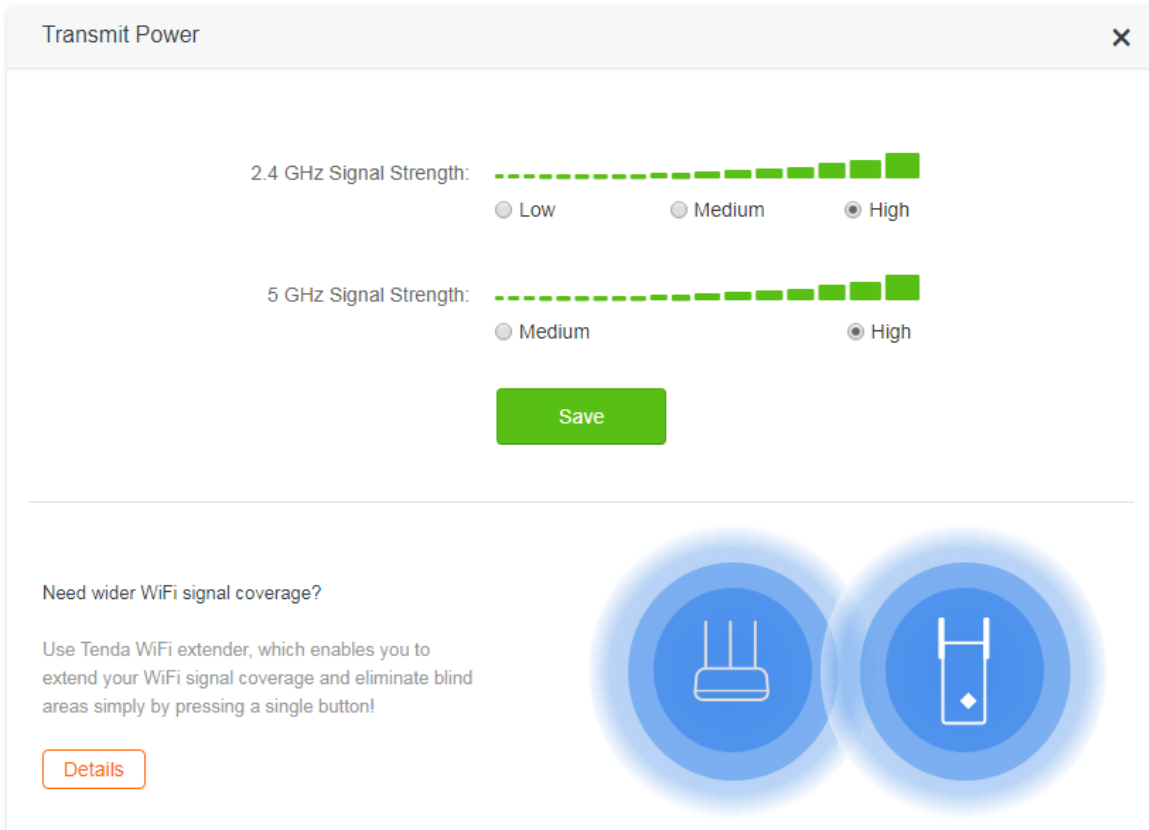 Transmit Power
2.4 GHz Signal Strength:
Low Medium High
5 GHz Signal Strength:
Medium High
Save
Need wider WiFi signal coverage?
Use Tenda WiFi extender, which enables you to
extend your WiFi signal coverage and eliminate blind
areas simply by pressing a single button!
Details